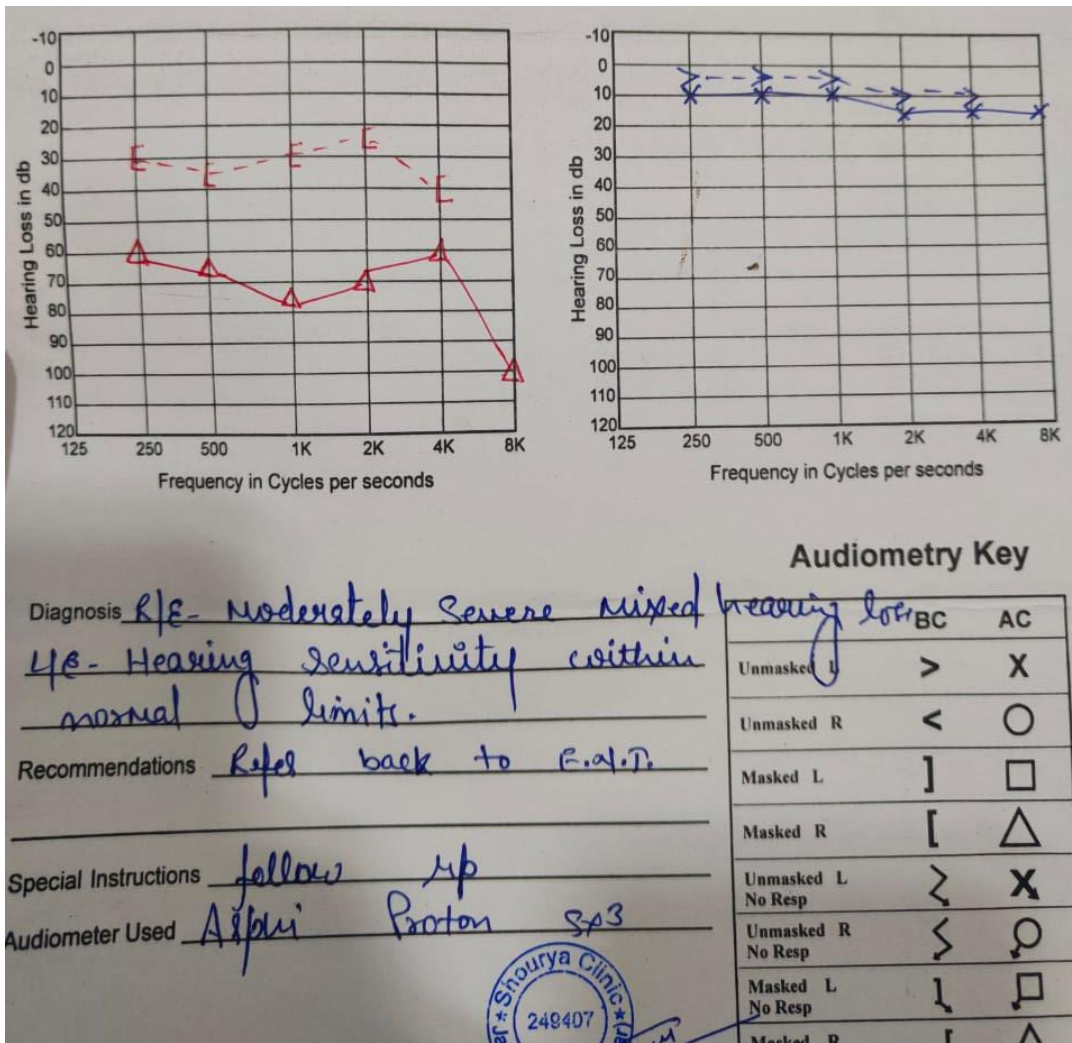 -10 0 10 20 30 40 50 60 70 80 90 100 110 120
Hearing Loss in db
125 250 500 1K 2K 4K 8K
Frequency in Cycles per seconds
-10 0 10 20 30 40 50 60 70 80 90 100 110 120
Hearing Loss in db
125 250 500 1K 2K 4K 8K
Frequency in Cycles per seconds
Diagnosis R/E- Moderately Severe mixed hearing loss
L/E- Hearing sensitivity within
normal limits.
Recommendations Refer back to E.N.T.
Special Instructions follow up
Audiometer Used Arphi Proton SX3
Shourya Clinic
249407
Audiometry Key
BC AC
Unmasked L > X
Unmasked R < O
Masked L ] □
Masked R [ △
Unmasked L
No Resp
Unmasked R
No Resp
Masked L
No Resp
Masked R